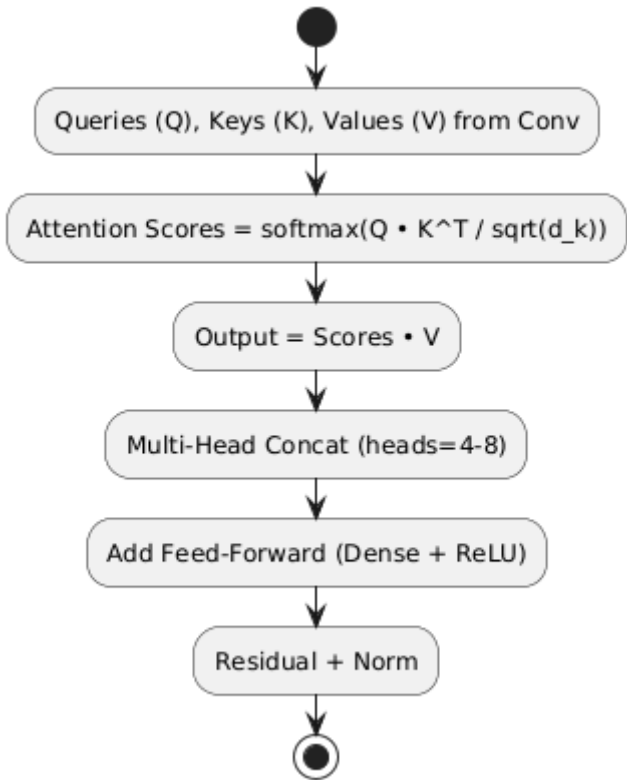 Queries (Q), Keys (K), Values (V) from Conv
Attention Scores = softmax(Q • K^T / sqrt(d_k))
Output = Scores • V
Multi-Head Concat (heads=4-8)
Add Feed-Forward (Dense + ReLU)
Residual + Norm